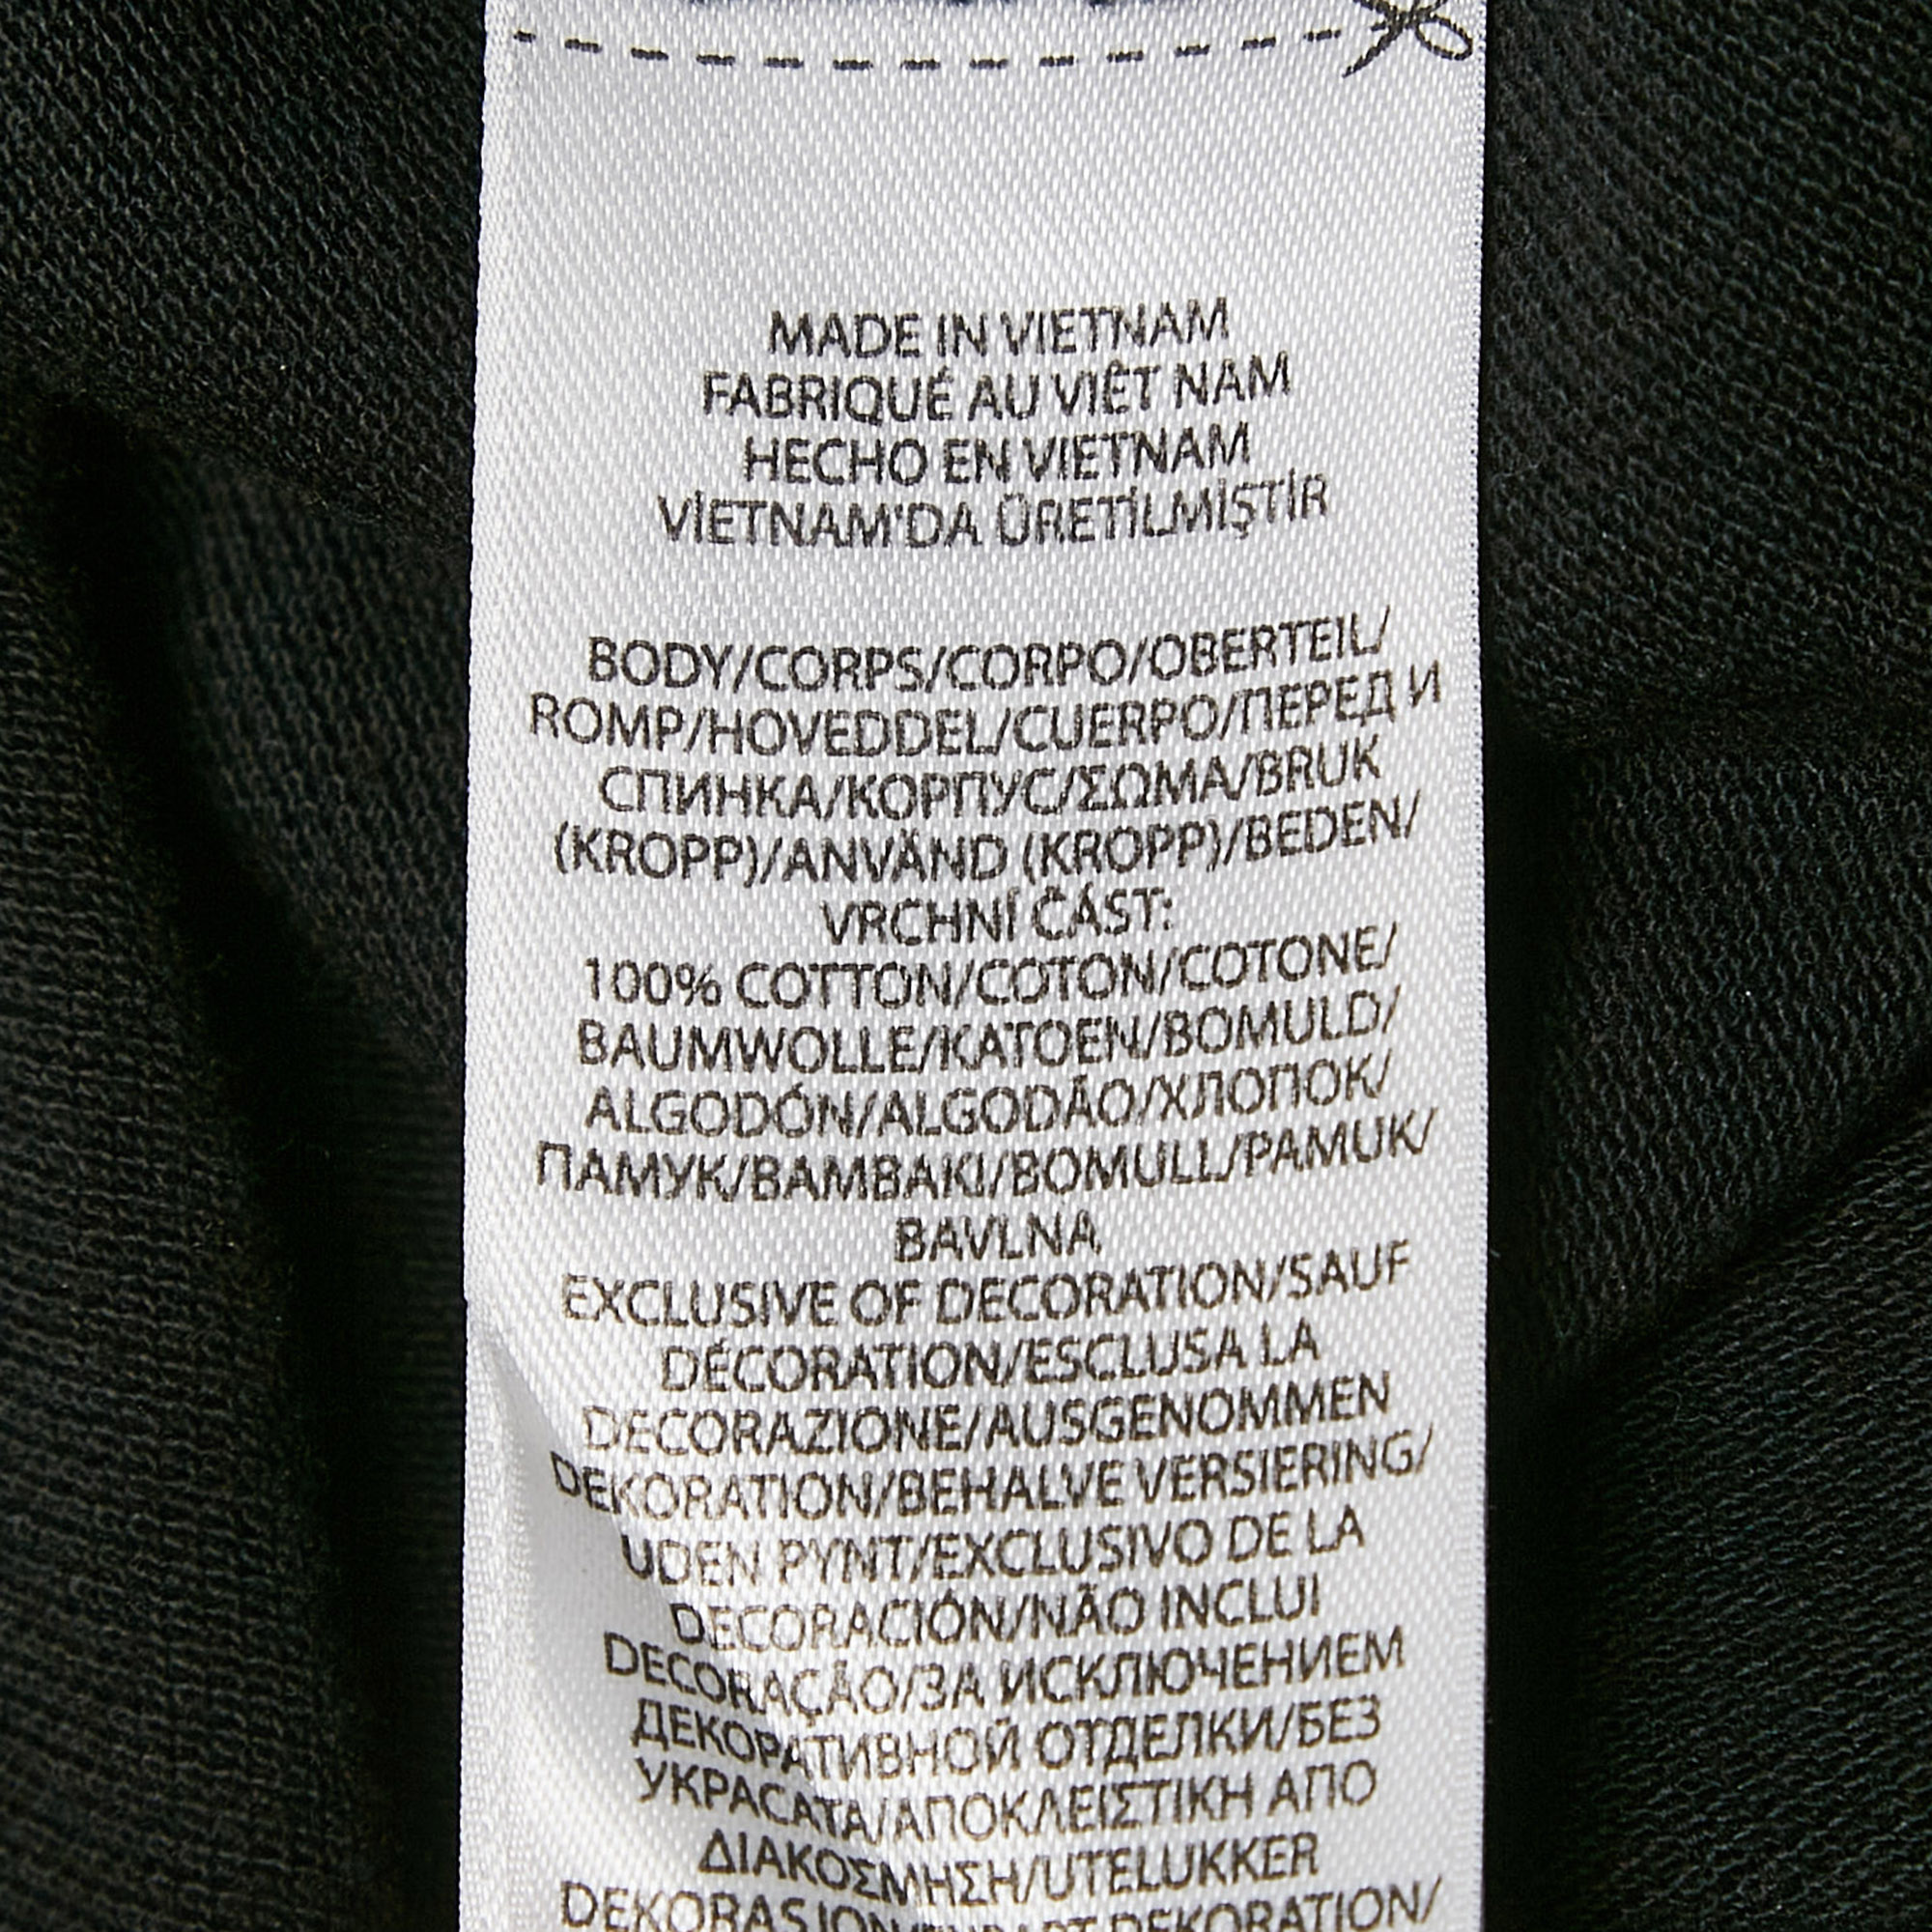 MADE IN VIETNAM
FABRIQUÉ AU VIÊT NAM
HECHO EN VIETNAM
VİETNAM'DA ÜRETİLMİŞTİR
BODY/CORPS/CORPO/OBERTEIL/
ROMP/HOVEDDEL/CUERPO/ПЕРЕД И
СПИНКА/КОРПУС/ΣΩΜΑ/BRUK
(KROPP)/ANVÄND (KROPP)/BEDEN/
VRCHNÍ ČÁST:
100% COTTON/COTON/COTONE/
BAUMWOLLE/KATOEN/BOMULD/
ALGODÓN/ALGODÃO/ХЛОПОК/
ПАМУК/ΒΑΜΒΑΚΙ/BOMULL/PAMUK/
BAVLNA
EXCLUSIVE OF DECORATION/SAUF
DÉCORATION/ESCLUSA LA
DECORAZIONE/AUSGENOMMEN
DEKORATION/BEHALVE VERSIERING/
UDEN PYNT/EXCLUSIVO DE LA
DECORACIÓN/NÃO INCLUI
DECORAÇÃO/ЗА ИСКЛЮЧЕНИЕМ
ДЕКОРАТИВНОЙ ОТДЕЛКИ/БЕЗ
УКРАСАТА/ΑΠΟΚΛΕΙΣΤΙΚΗ ΑΠΟ
ΔΙΑΚΟΣΜΗΣΗ/UTELUKKER
DEKORASJON/ DEKORATION/